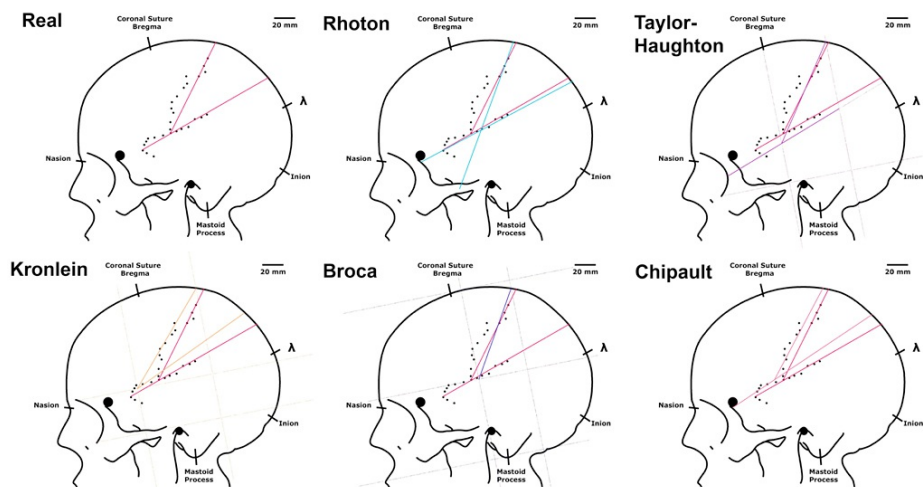 Real
Coronal Suture
Bregma
20 mm
λ
Nasion
Inion
Mastoid
Process
Rhoton
Coronal Suture
Bregma
20 mm
λ
Nasion
Inion
Mastoid
Process
Taylor-
Haughton
Coronal Suture
Bregma
20 mm
λ
Nasion
Inion
Mastoid
Process
Kronlein
Coronal Suture
Bregma
20 mm
λ
Nasion
Inion
Mastoid
Process
Broca
Coronal Suture
Bregma
20 mm
λ
Nasion
Inion
Mastoid
Process
Chipault
Coronal Suture
Bregma
20 mm
λ
Nasion
Inion
Mastoid
Process